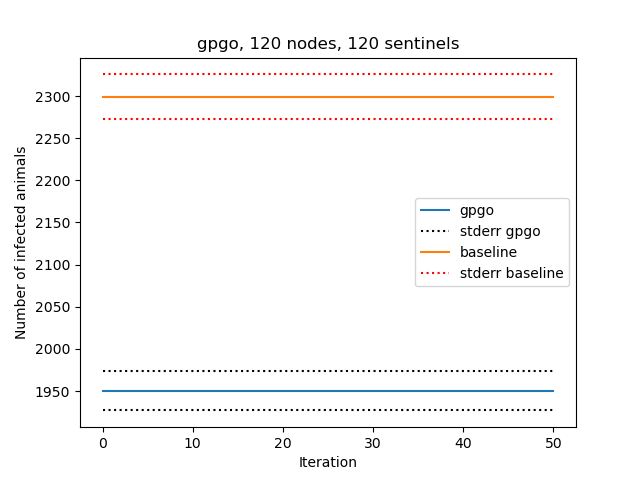 gpgo, 120 nodes, 120 sentinels
Number of infected animals
2300
2250
2200
2150
2100
2050
2000
1950
gpgo
stderr gpgo
baseline
stderr baseline
0 10 20 30 40 50
Iteration